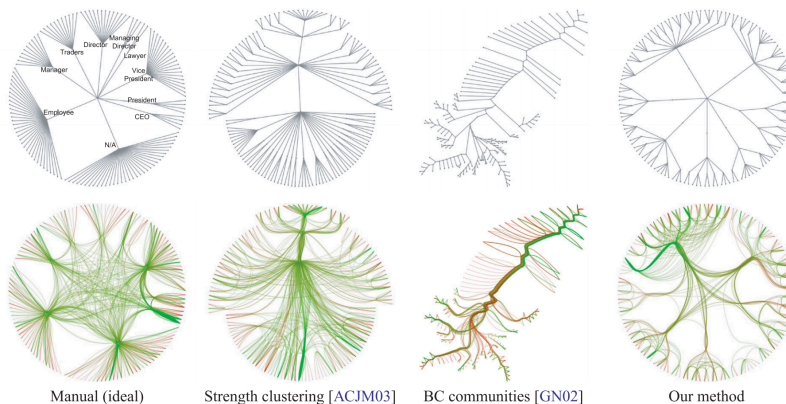 Director
Managing
Director
Traders
Lawyer
Manager
Vice
President
President
Employee
CEO
N/A
Manual (ideal)
Strength clustering [ACJM03]
BC communities [GN02]
Our method